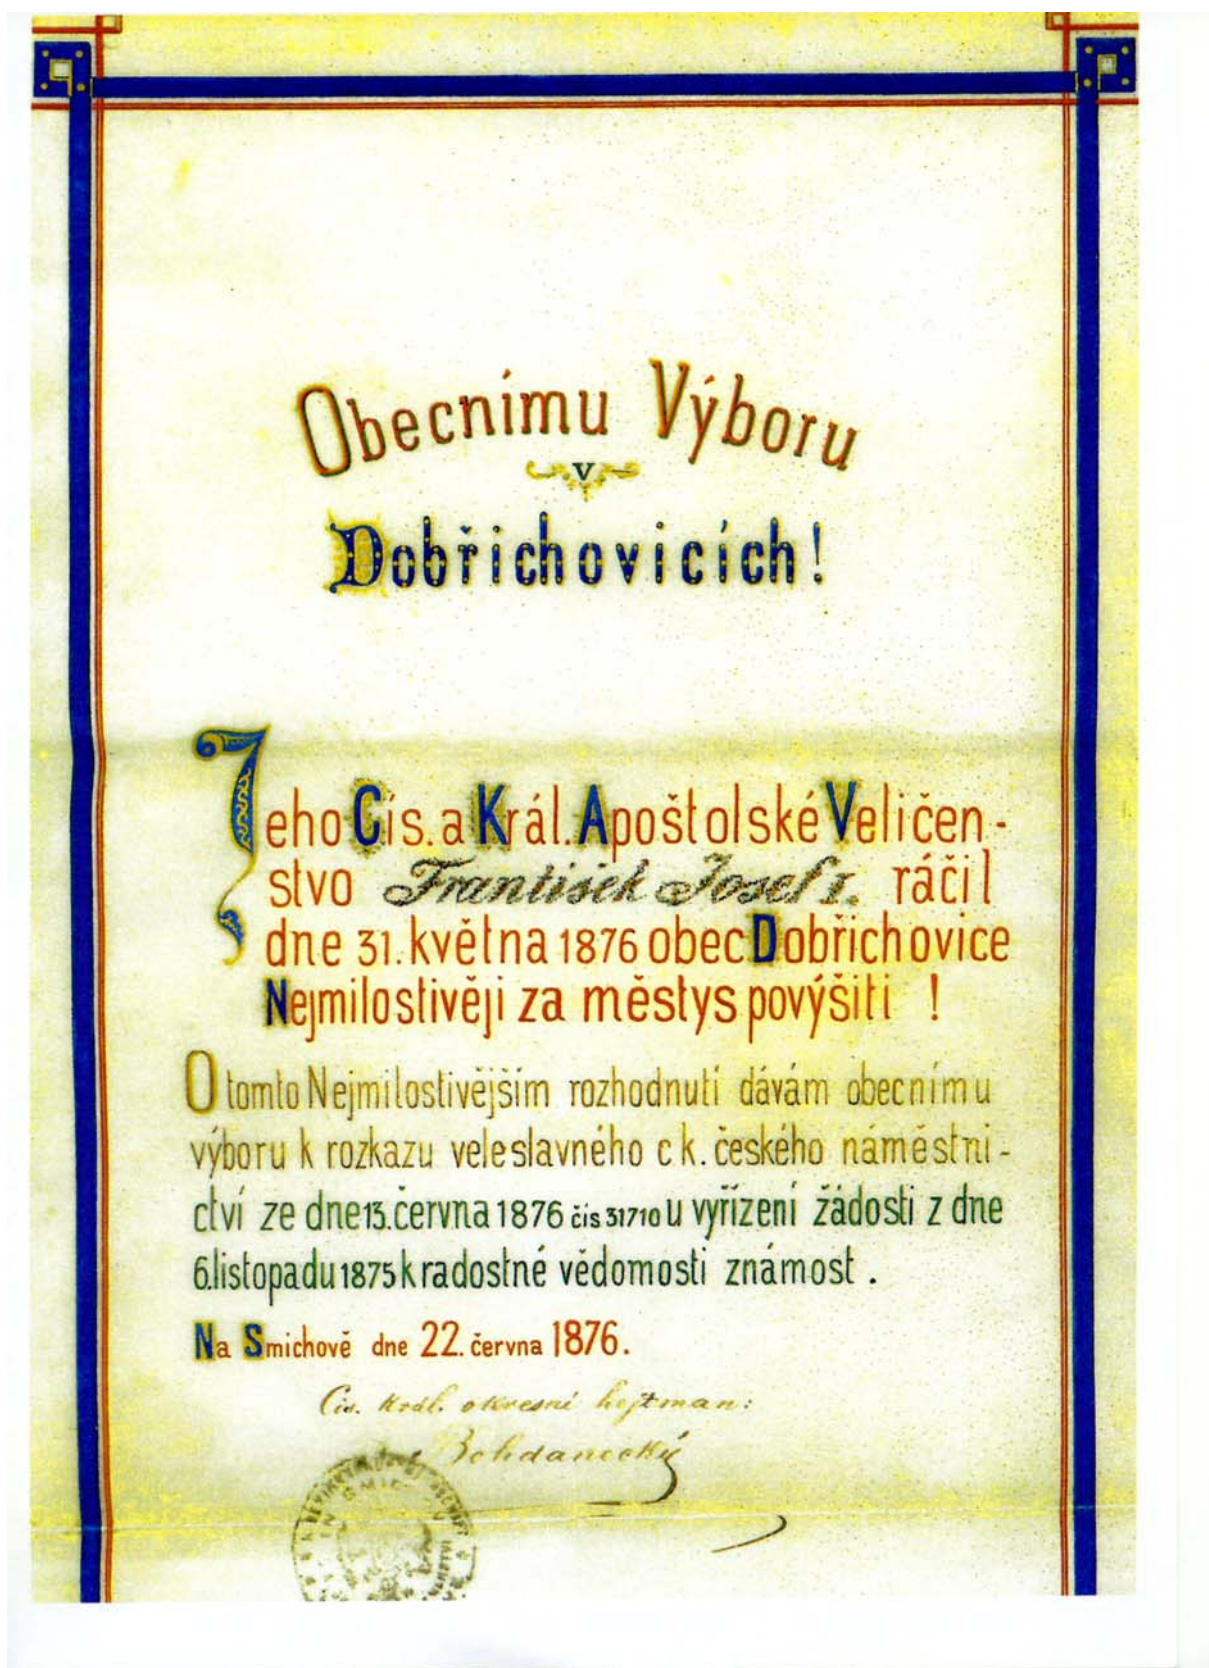 Obecnímu Výboru
v
Dobřichovicích!
Jeho Cís. a Král. Apoštolské Veličen-
stvo František Josef I. ráčil
dne 31. května 1876 obec Dobřichovice
Nejmilostivěji za městys povýšiti !
O tomto Nejmilostivějším rozhodnutí dávám obecnímu
výboru k rozkazu veleslavného c k. českého náměstni-
ctví ze dne 13. června 1876 čís 31710 u vyřízení žádosti z dne
6. listopadu 1875 k radostné vědomosti známost .
Na Smichově dne 22. června 1876.
Cis. král. okresní hejtman:
Bohdanecký